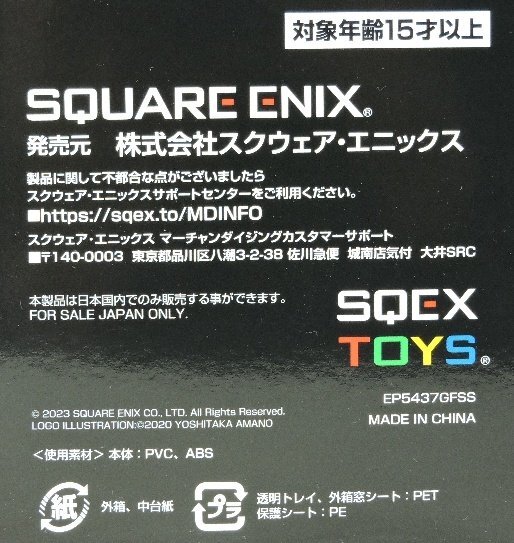 対象年齢15才以上
SQUARE ENIX®
発売元 株式会社スクウェア・エニックス
製品に関して不都合な点がございましたら
スクウェア・エニックスサポートセンターをご利用ください。
■https://sqex.to/MDINFO
スクウェア・エニックス マーチャンダイジングカスタマーサポート
■〒140-0003 東京都品川区八潮3-2-38 佐川急便 城南店気付 大井SRC
本製品は日本国内でのみ販売する事ができます。
FOR SALE JAPAN ONLY.
SQEX
TOYS®
EP5437GFSS
MADE IN CHINA
© 2023 SQUARE ENIX CO., LTD. All Rights Reserved.
LOGO ILLUSTRATION:©2020 YOSHITAKA AMANO
＜使用素材＞本体：PVC、ABS
紙 外箱、中台紙
プラ 透明トレイ、外箱窓シート：PET
保護シート：PE